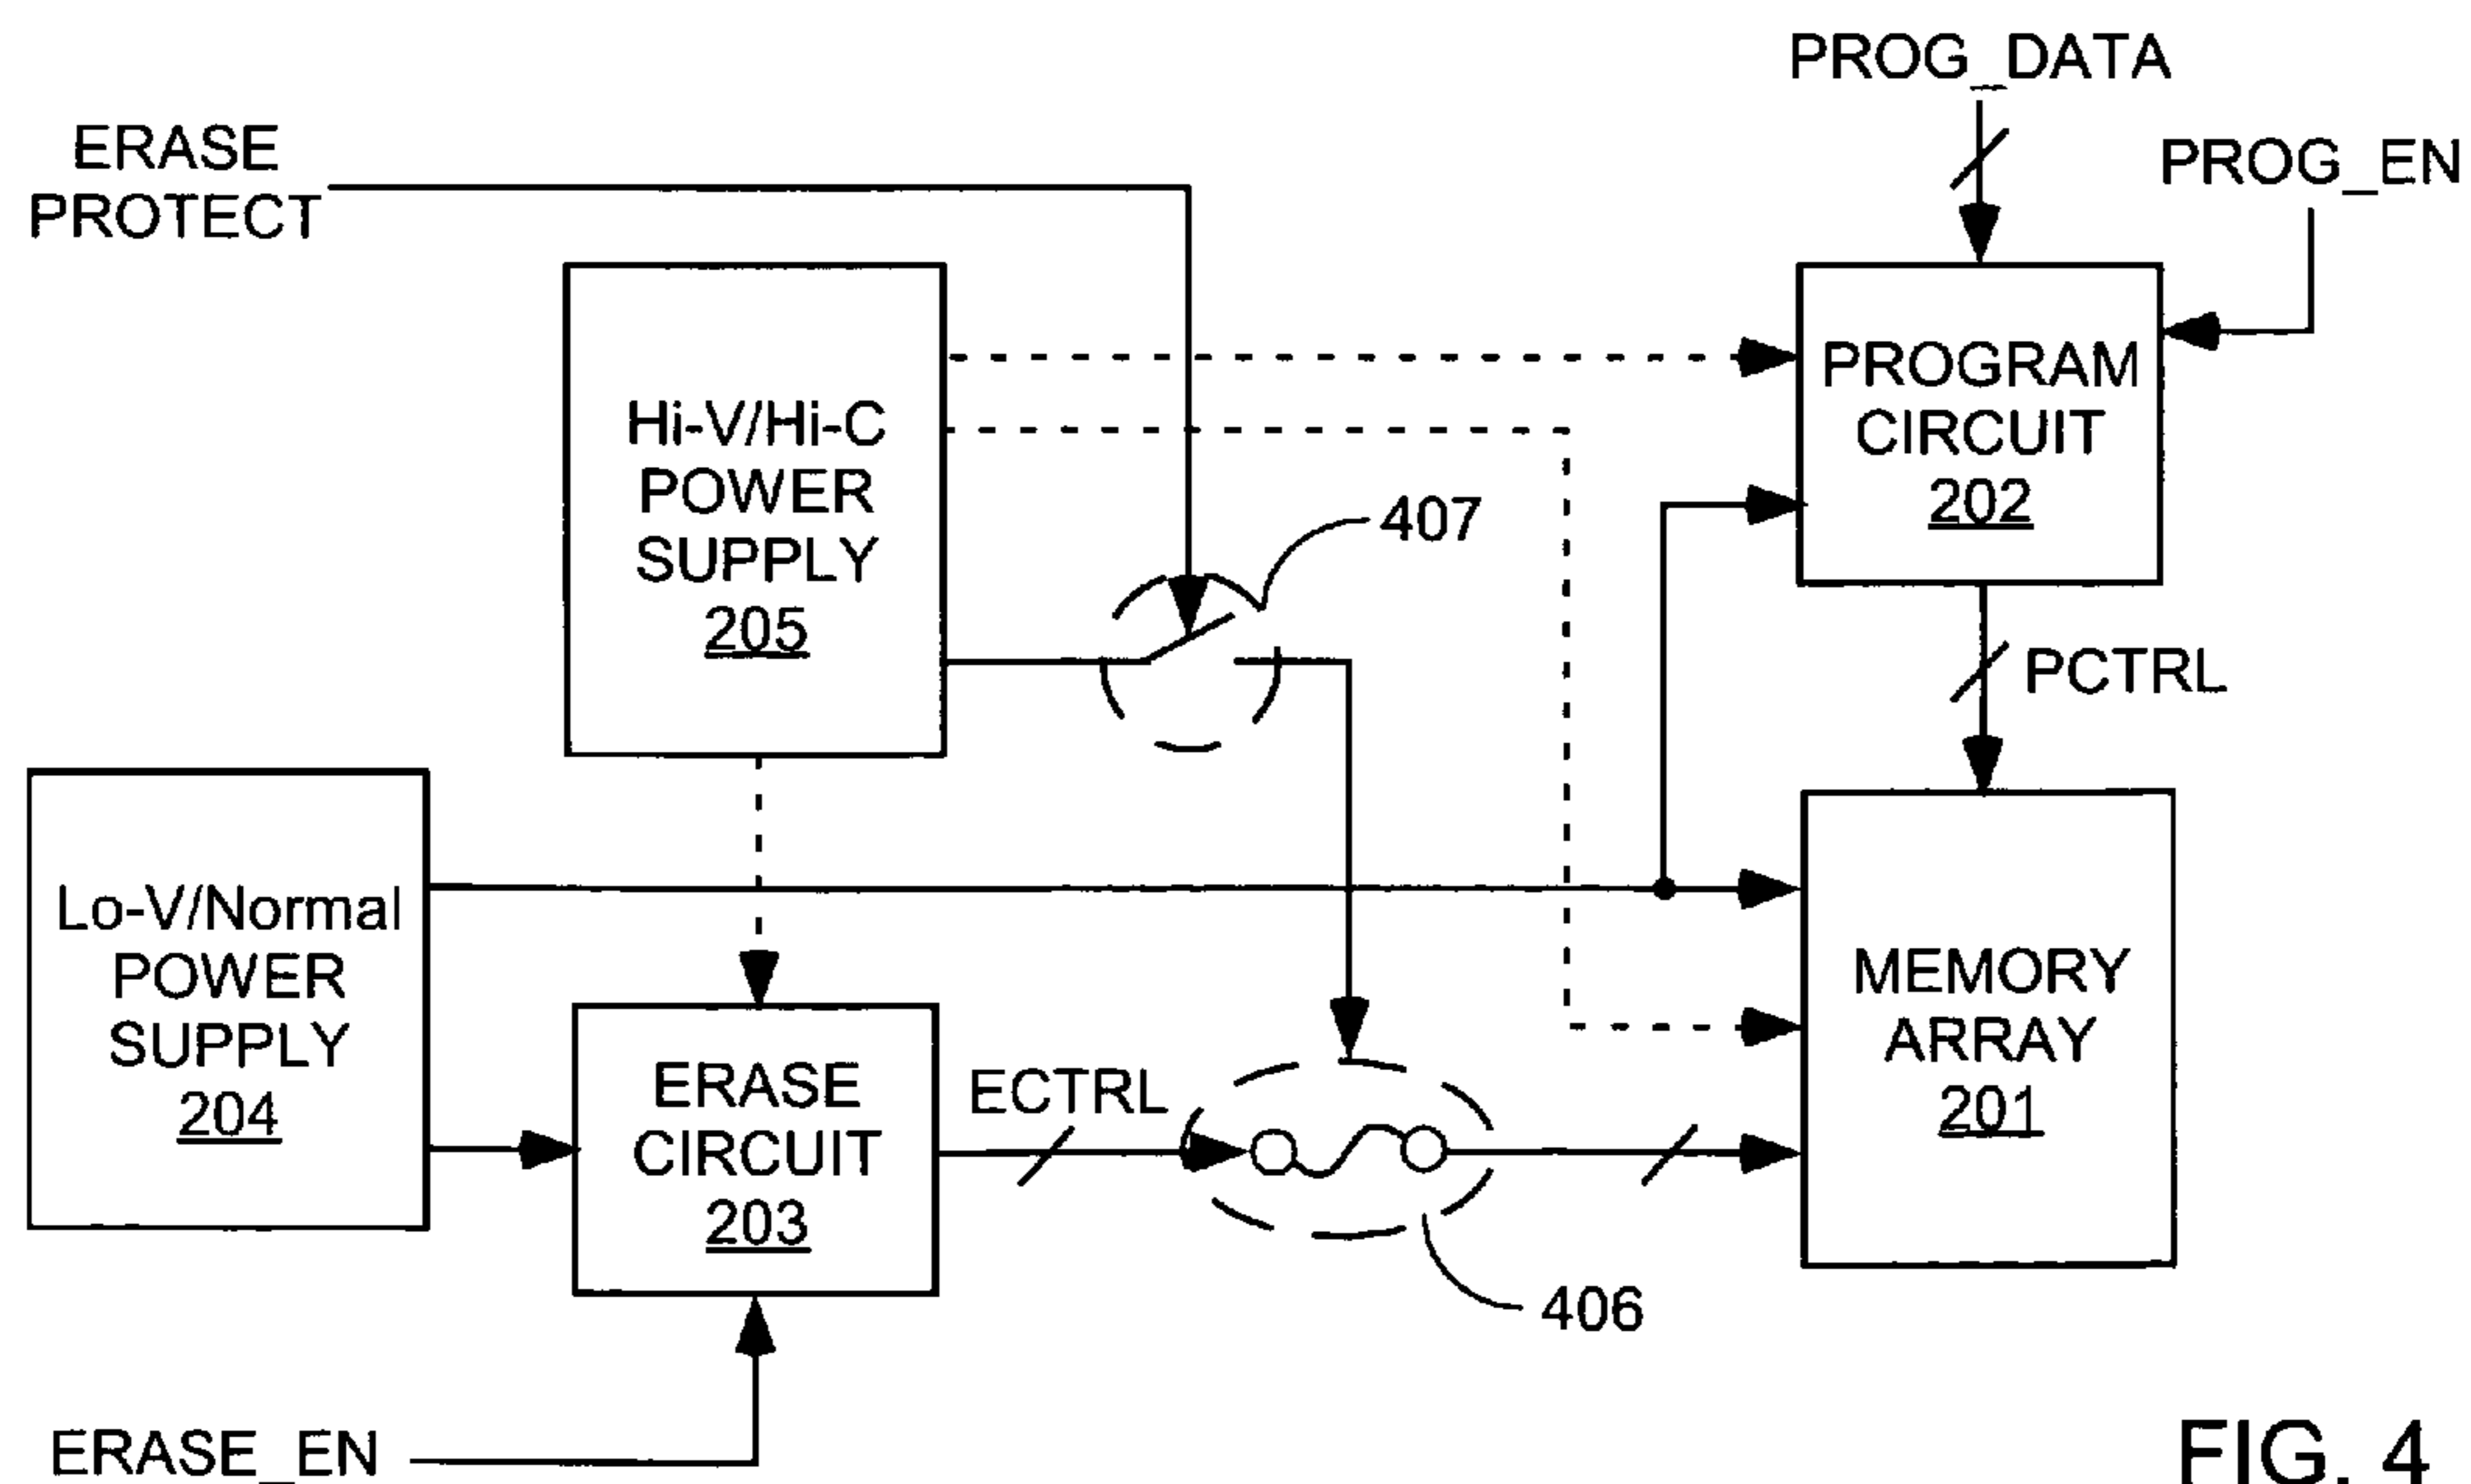 PROG_DATA
ERASE
PROTECT
PROG_EN
Hi-V/Hi-C
POWER
SUPPLY
205
PROGRAM
CIRCUIT
202
407
PCTRL
Lo-V/Normal
POWER
SUPPLY
204
ERASE
CIRCUIT
203
ECTRL
MEMORY
ARRAY
201
406
ERASE_EN
FIG. 4